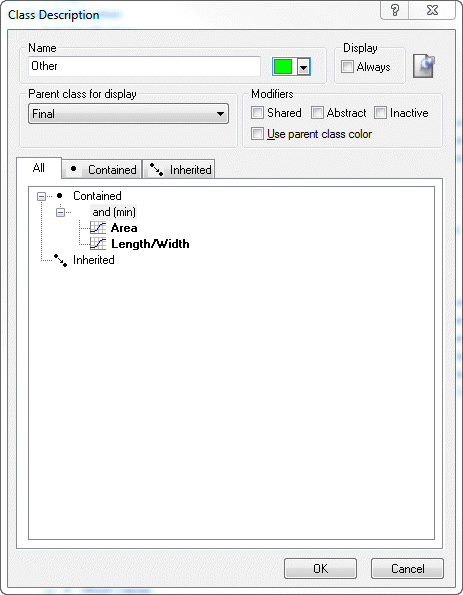 Class Description
Name
Other
Display
Always
Parent class for display
Final
Modifiers
Shared Abstract Inactive
Use parent class color
All Contained Inherited
Contained
and (min)
Area
Length/Width
Inherited
OK Cancel